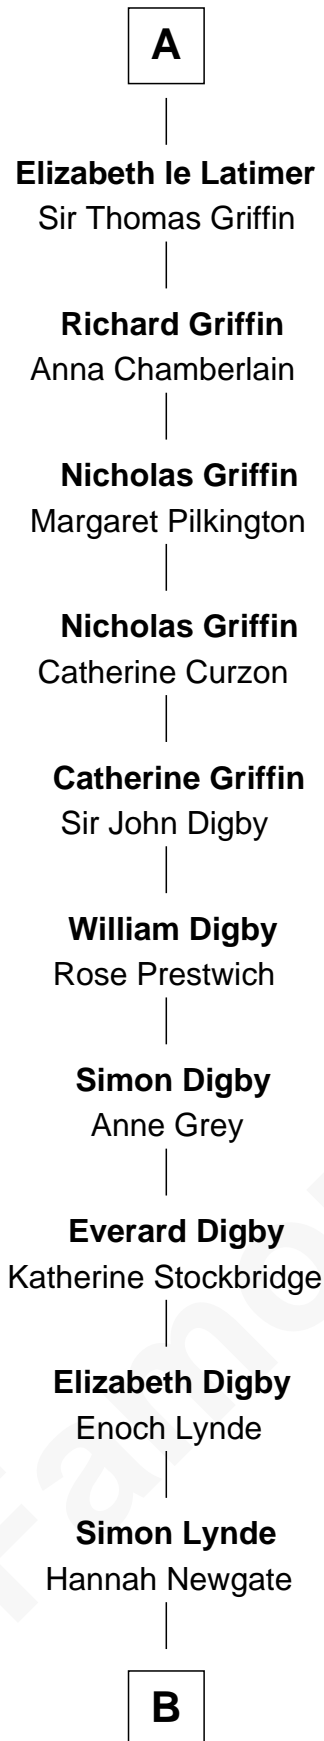 A
Elizabeth le Latimer
Sir Thomas Griffin
Richard Griffin
Anna Chamberlain
Nicholas Griffin
Margaret Pilkington
Nicholas Griffin
Catherine Curzon
Catherine Griffin
Sir John Digby
William Digby
Rose Prestwich
Simon Digby
Anne Grey
Everard Digby
Katherine Stockbridge
Elizabeth Digby
Enoch Lynde
Simon Lynde
Hannah Newgate
B